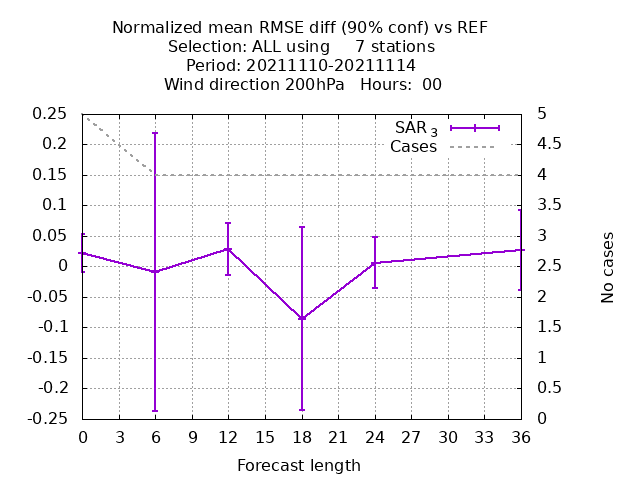 Normalized mean RMSE diff (90% conf) vs REF
Selection: ALL using     7 stations
Period: 20211110-20211114
Wind direction 200hPa   Hours:  00
SAR 3
Cases
0.25
0.2
0.15
0.1
0.05
0
-0.05
-0.1
-0.15
-0.2
-0.25
5
4.5
4
3.5
3
2.5
2
1.5
1
0.5
0
No cases
0 3 6 9 12 15 18 21 24 27 30 33 36
Forecast length